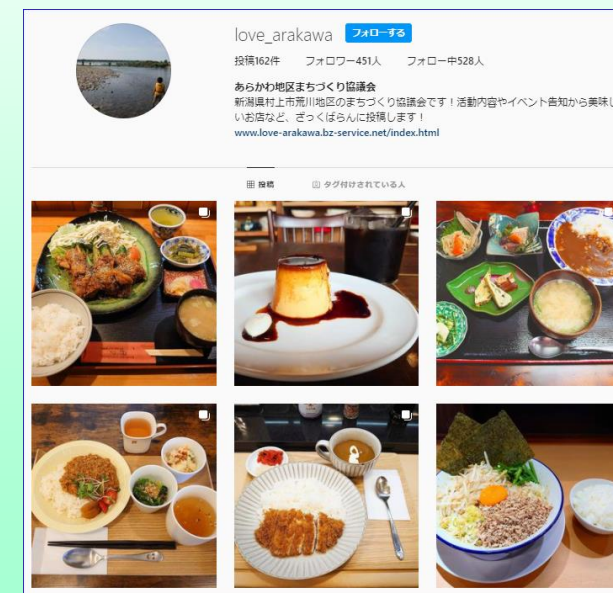 love_arakawa フォローする
投稿162件 フォロワー451人 フォロー中528人
あらかわ地区まちづくり協議会
新潟県村上市荒川地区のまちづくり協議会です！活動内容やイベント告知から美味し
いお店など、ざっくばらんに投稿します！
www.love-arakawa.bz-service.net/index.html
投稿 タグ付けされている人